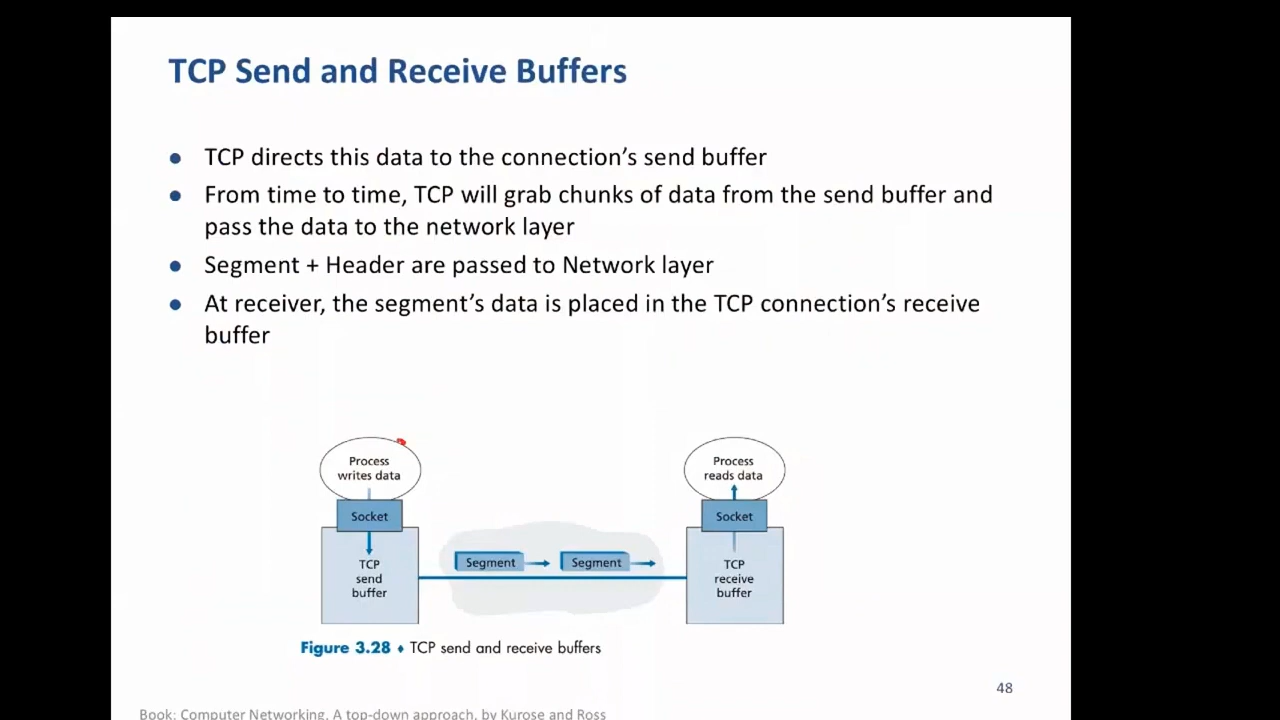 TCP Send and Receive Buffers
● TCP directs this data to the connection’s send buffer
● From time to time, TCP will grab chunks of data from the send buffer and
pass the data to the network layer
● Segment + Header are passed to Network layer
● At receiver, the segment’s data is placed in the TCP connection’s receive
buffer
Process
writes data
Socket
TCP
send
buffer
Segment
Segment
Process
reads data
Socket
TCP
receive
buffer
Figure 3.28 ♦ TCP send and receive buffers
48
Book: Computer Networking, A top-down approach, by Kurose and Ross